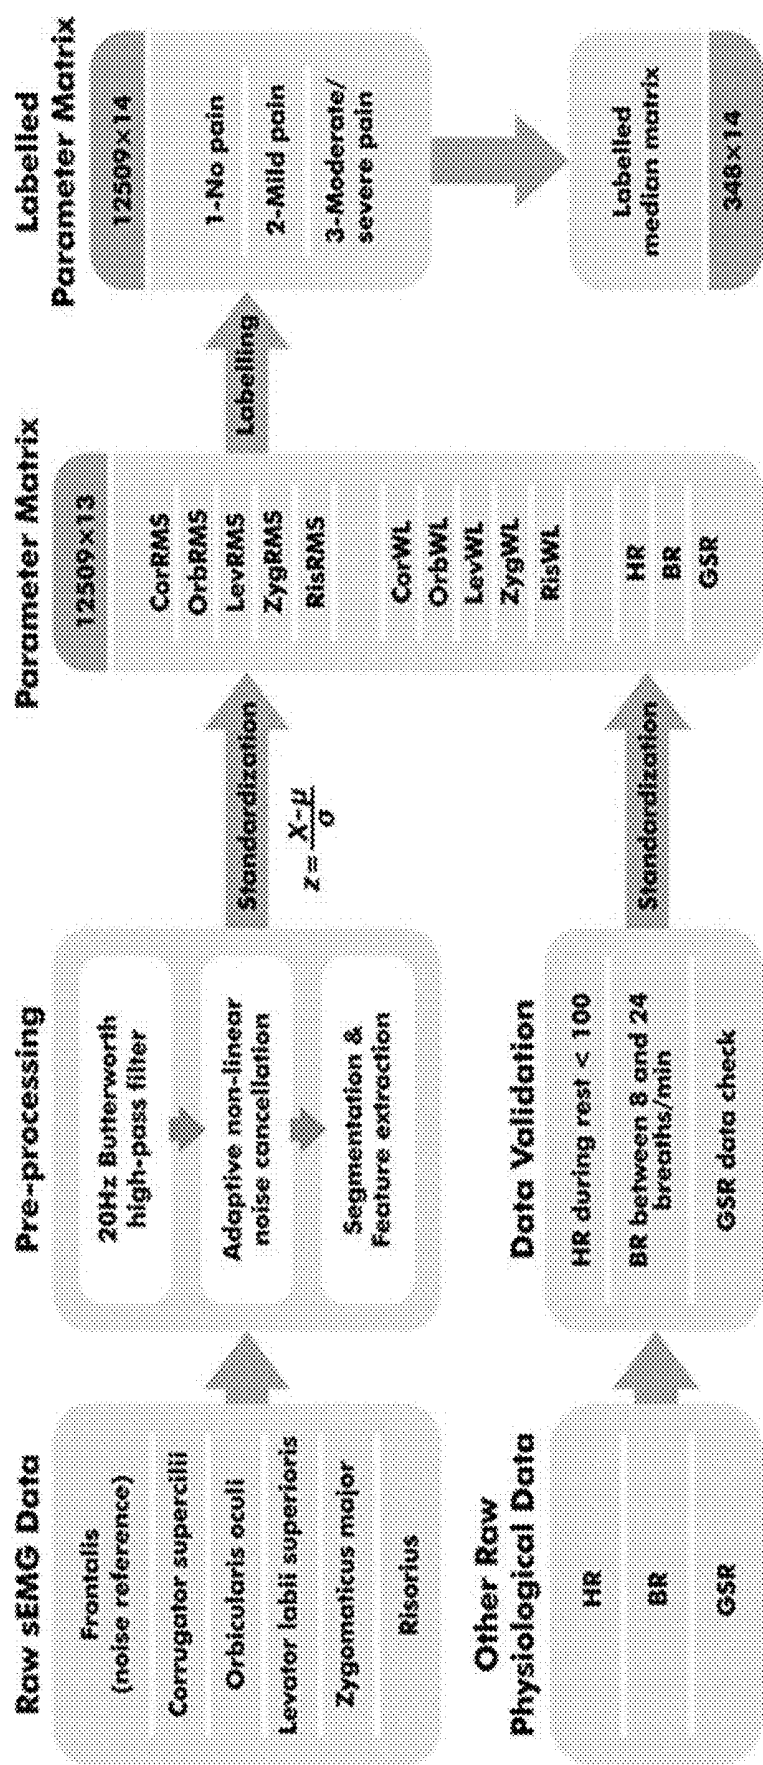 Raw sEMG Data
Frontalis
(noise reference)
Corrugator supercilii
Orbicularis oculi
Levator labii superioris
Zygomaticus major
Risorius
Other Raw
Physiological Data
HR
BR
GSR
Pre-processing
20Hz Butterworth
high-pass filter
Adaptive non-linear
noise cancellation
Segmentation &
Feature extraction
Data Validation
HR during rest < 100
BR between 8 and 24
breaths/min
GSR data check
Standardization
z = X-μ
σ
Standardization
Parameter Matrix
12509×13
CorRMS
OrbRMS
LevRMS
ZygRMS
RisRMS
CorWL
OrbWL
LevWL
ZygWL
RisWL
HR
BR
GSR
Labelling
Labelled
Parameter Matrix
12509×14
1-No pain
2-Mild pain
3-Moderate/
severe pain
Labelled
median matrix
348×14